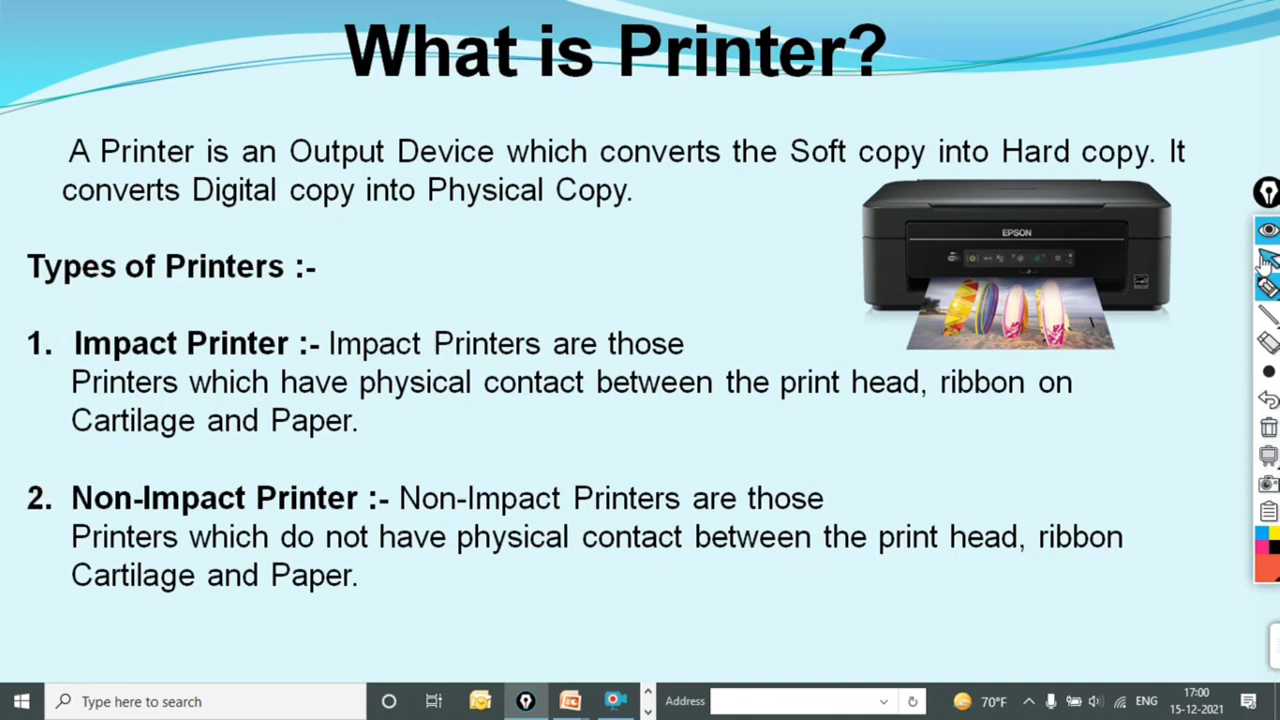 What is Printer?
A Printer is an Output Device which converts the Soft copy into Hard copy. It
converts Digital copy into Physical Copy.
EPSON
Types of Printers :-
1. Impact Printer :- Impact Printers are those
Printers which have physical contact between the print head, ribbon on
Cartilage and Paper.
2. Non-Impact Printer :- Non-Impact Printers are those
Printers which do not have physical contact between the print head, ribbon
Cartilage and Paper.
Type here to search
Address
70°F
ENG
17:00
15-12-2021